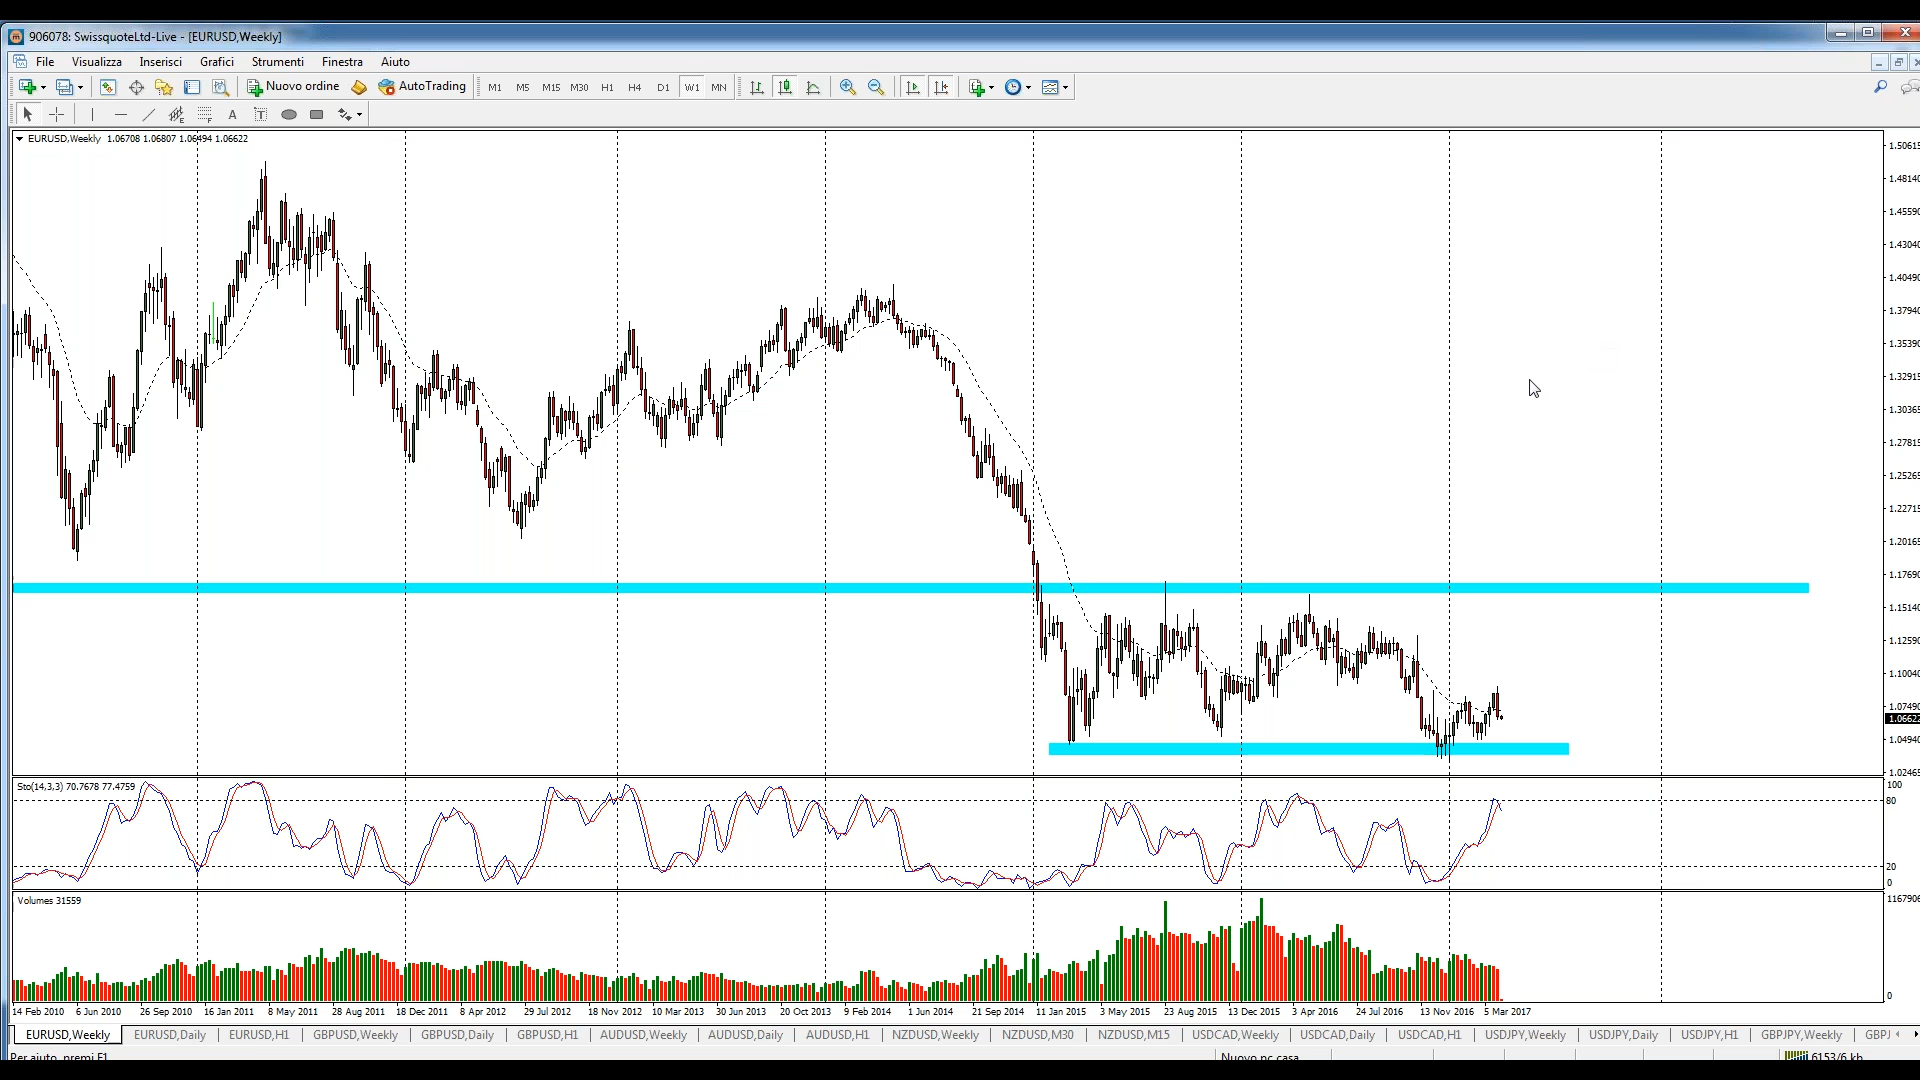 906078: SwissquoteLtd-Live - [EURUSD,Weekly]
File Visualizza Inserisci Grafici Strumenti Finestra Aiuto
Nuovo ordine AutoTrading M1 M5 M15 M30 H1 H4 D1 W1 MN
A T
EURUSD,Weekly 1.06708 1.06807 1.06494 1.06622
1.50615
1.48140
1.45590
1.43040
1.40490
1.37940
1.35390
1.32915
1.30365
1.27815
1.25265
1.22715
1.20165
1.17690
1.15140
1.12590
1.10040
1.07490
1.06622
1.04940
1.02465
Sto(14,3,3) 70.7678 77.4759
100
80
20
0
Volumes 31559
1167906
0
14 Feb 2010 6 Jun 2010 26 Sep 2010 16 Jan 2011 8 May 2011 28 Aug 2011 18 Dec 2011 8 Apr 2012 29 Jul 2012 18 Nov 2012 10 Mar 2013 30 Jun 2013 20 Oct 2013 9 Feb 2014 1 Jun 2014 21 Sep 2014 11 Jan 2015 3 May 2015 23 Aug 2015 13 Dec 2015 3 Apr 2016 24 Jul 2016 13 Nov 2016 5 Mar 2017
EURUSD,Weekly EURUSD,Daily EURUSD,H1 GBPUSD,Weekly GBPUSD,Daily GBPUSD,H1 AUDUSD,Weekly AUDUSD,Daily AUDUSD,H1 NZDUSD,Weekly NZDUSD,M30 NZDUSD,M15 USDCAD,Weekly USDCAD,Daily USDCAD,H1 USDJPY,Weekly USDJPY,Daily USDJPY,H1 GBPJPY,Weekly GBPJ
Per aiuto, premi F1 Nuovo pc casa 6153/6 kb